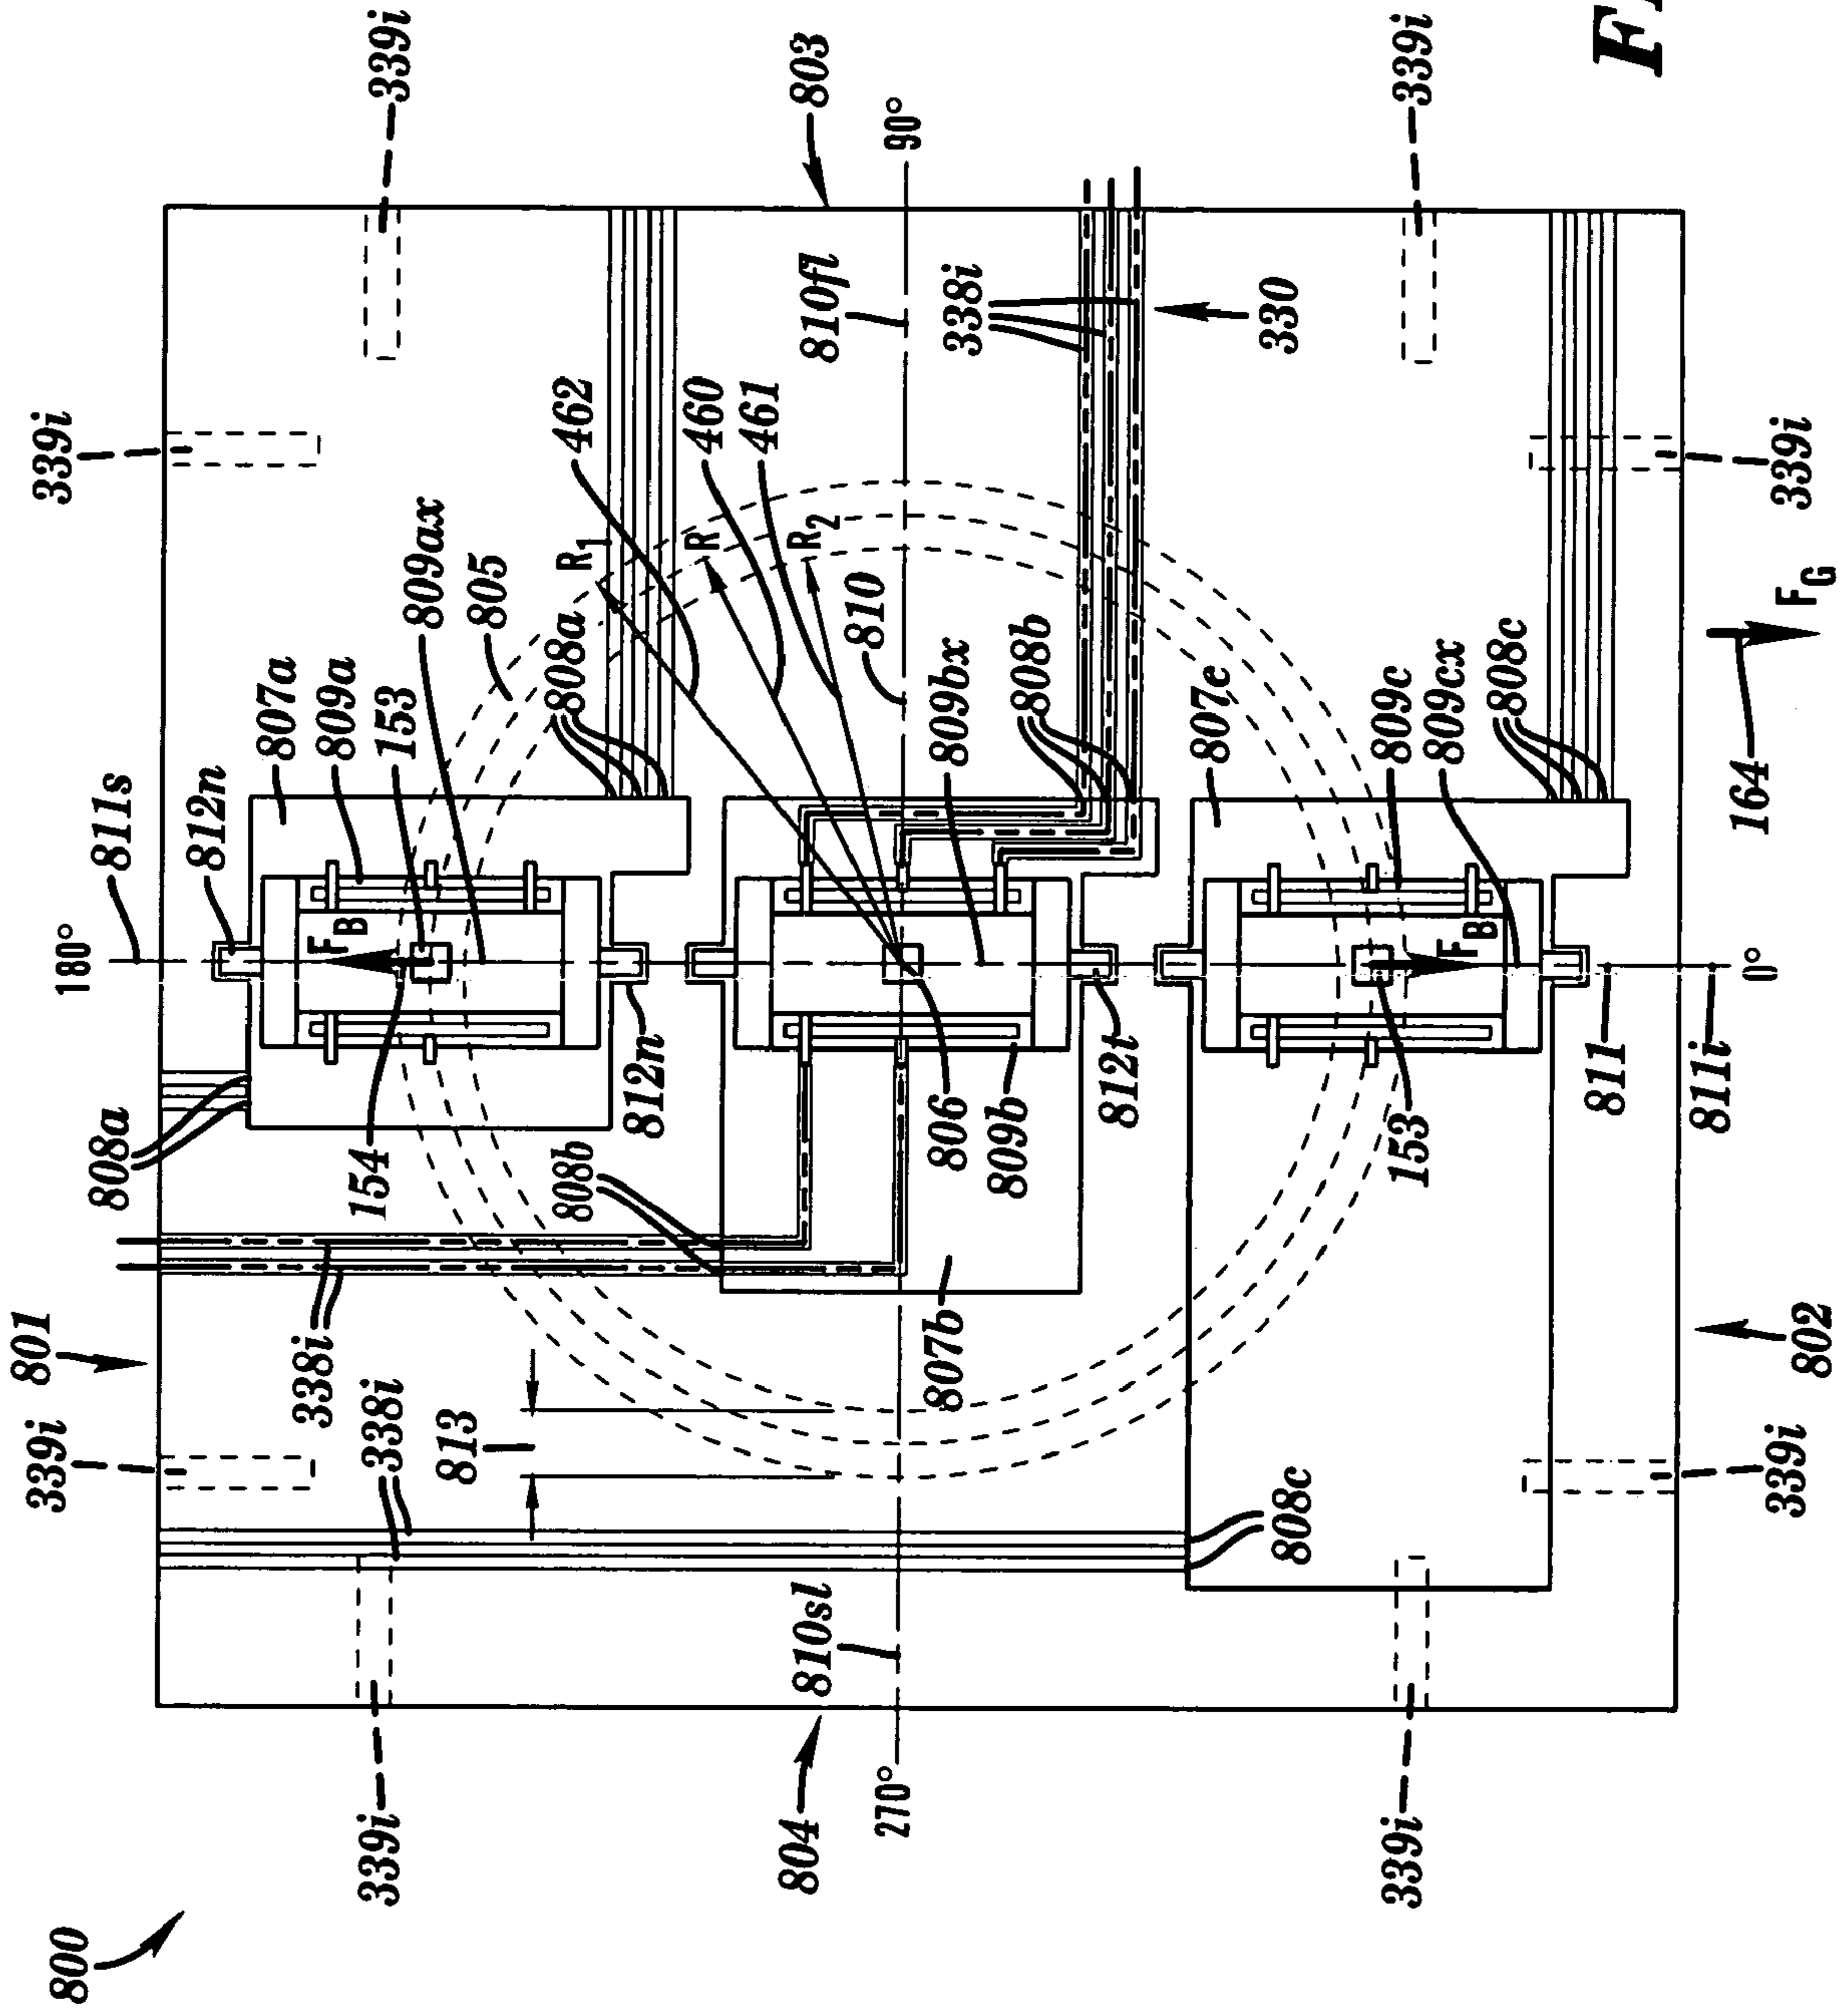 339i
339i
803
339i
90°
FI
339i
810fl
338i
330
462
460
461
339i
809ax
805
R1
R
R2
810
807a
809a
153
808a
809bx
808b
807e
809c
809cx
808c
FG
164
811s
812n
180°
FB
FB
0°
808a
154
812n
808b
806
809b
812t
153
811
811i
801
338i
338i
813
807b
802
339i
339i
808c
810sl
804
270°
339i
339i
800